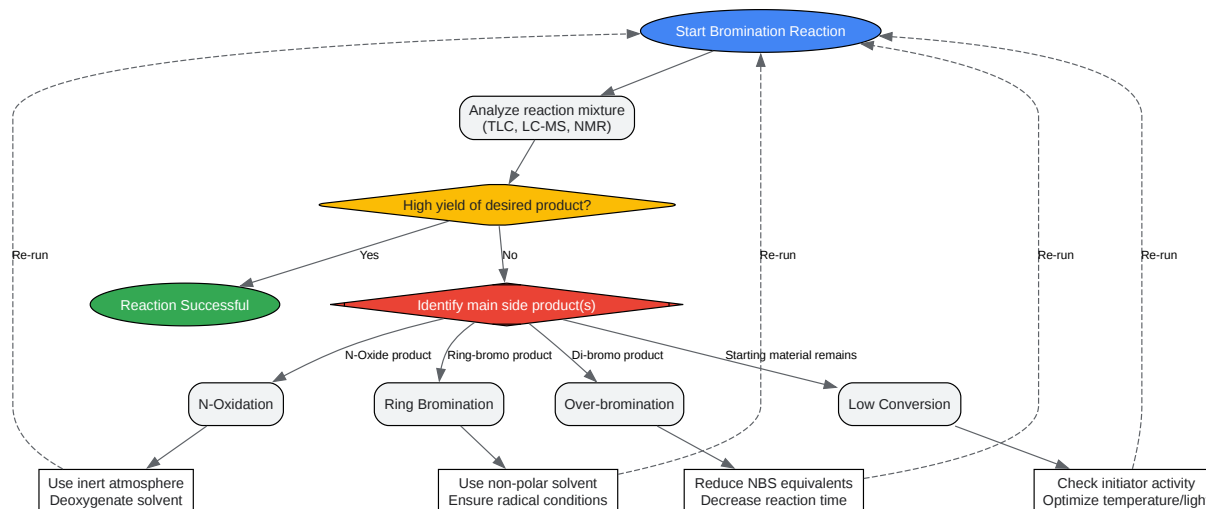 Start Bromination Reaction
Analyze reaction mixture
(TLC, LC-MS, NMR)
High yield of desired product?
Re-run
Yes
No
Re-run
Re-run
Re-run
Reaction Successful
Identify main side product(s)
N-Oxide product
Ring-bromo product
Di-bromo product
Starting material remains
N-Oxidation
Ring Bromination
Over-bromination
Low Conversion
Use inert atmosphere
Deoxygenate solvent
Use non-polar solvent
Ensure radical conditions
Reduce NBS equivalents
Decrease reaction time
Check initiator activity
Optimize temperature/light